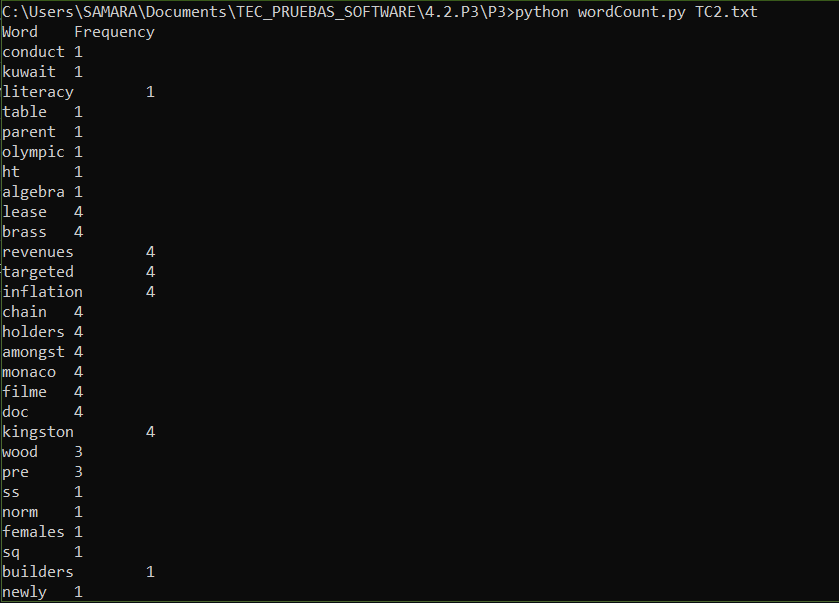 C:\Users\SAMARA\Documents\TEC_PRUEBAS_SOFTWARE\4.2.P3\P3>python wordCount.py TC2.txt
Word    Frequency
conduct 1
kuwait  1
literacy        1
table   1
parent  1
olympic 1
ht      1
algebra 1
lease   4
brass   4
revenues        4
targeted        4
inflation       4
chain   4
holders 4
amongst 4
monaco  4
filme   4
doc     4
kingston        4
wood    3
pre     3
ss      1
norm    1
females 1
sq      1
builders        1
newly   1